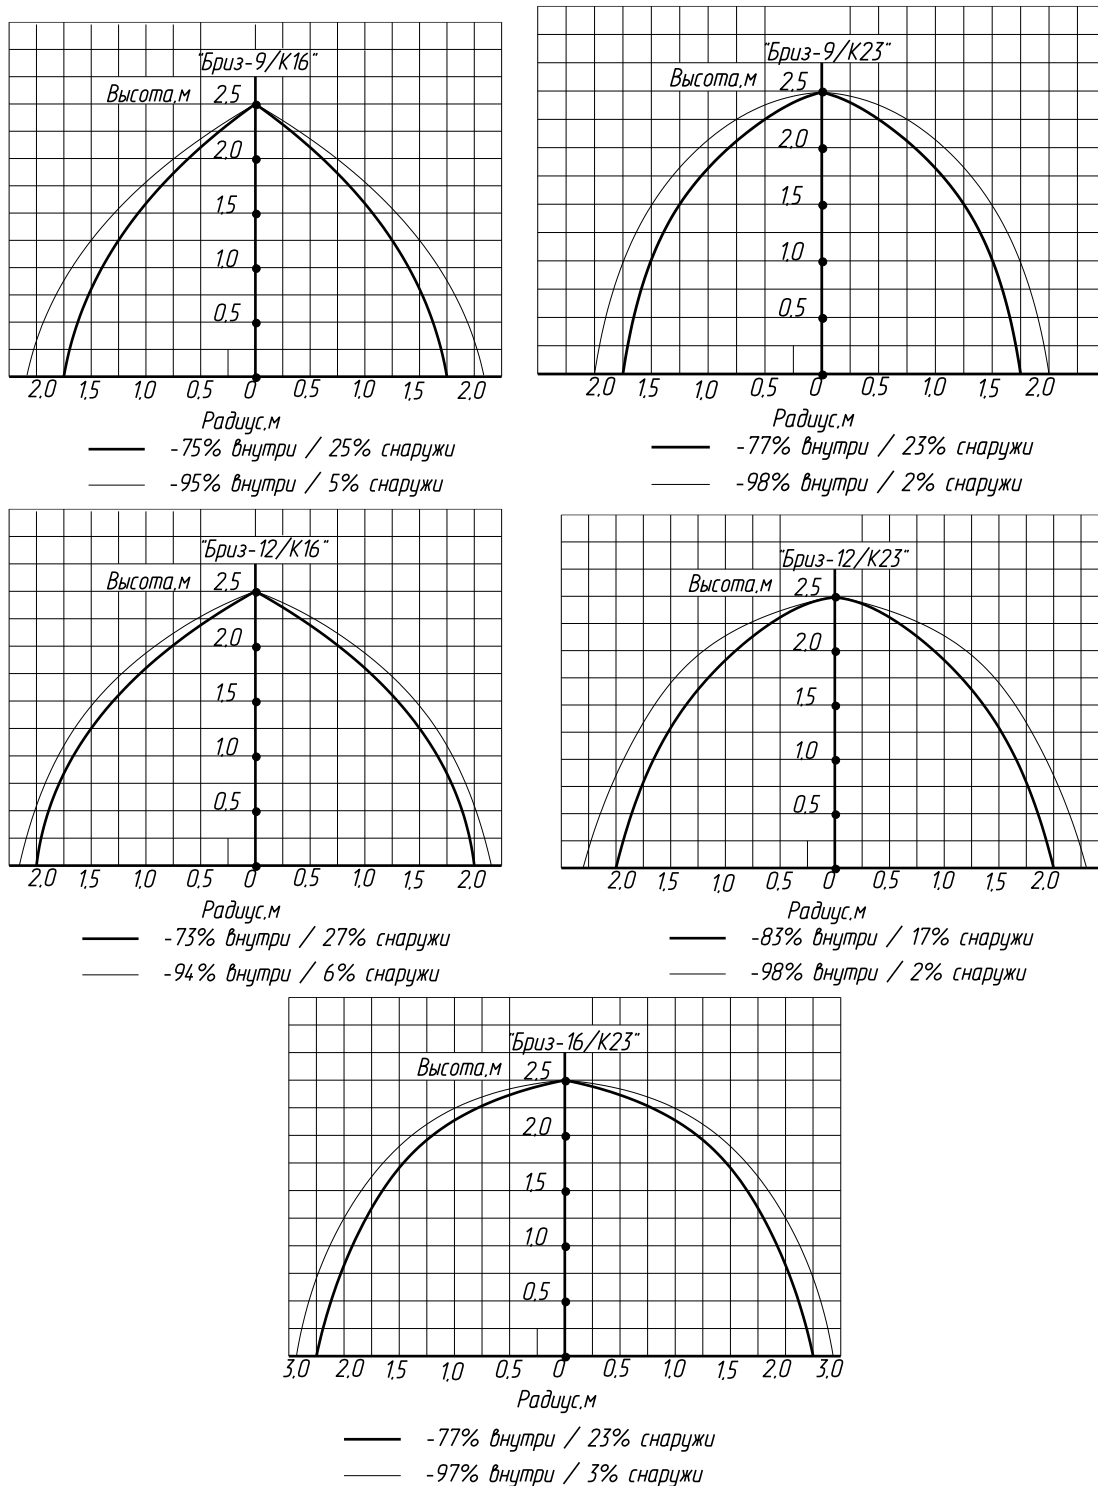 "Бриз-9/К16"
Высота,м 2,5
2,0
1,5
1,0
0,5
2,0 1,5 1,0 0,5 0 0,5 1,0 1,5 2,0
Радиус,м
-75% внутри / 25% снаружи
-95% внутри / 5% снаружи
"Бриз-9/К23"
Высота,м 2,5
2,0
1,5
1,0
0,5
2,0 1,5 1,0 0,5 0 0,5 1,0 1,5 2,0
Радиус,м
-77% внутри / 23% снаружи
-98% внутри / 2% снаружи
"Бриз-12/К16"
Высота,м 2,5
2,0
1,5
1,0
0,5
2,0 1,5 1,0 0,5 0 0,5 1,0 1,5 2,0
Радиус,м
-73% внутри / 27% снаружи
-94% внутри / 6% снаружи
"Бриз-12/К23"
Высота,м 2,5
2,0
1,5
1,0
0,5
2,0 1,5 1,0 0,5 0 0,5 1,0 1,5 2,0
Радиус,м
-83% внутри / 17% снаружи
-98% внутри / 2% снаружи
"Бриз-16/К23"
Высота,м 2,5
2,0
1,5
1,0
0,5
3,0 2,0 1,5 1,0 0,5 0 0,5 1,0 1,5 2,0 3,0
Радиус,м
-77% внутри / 23% снаружи
-97% внутри / 3% снаружи